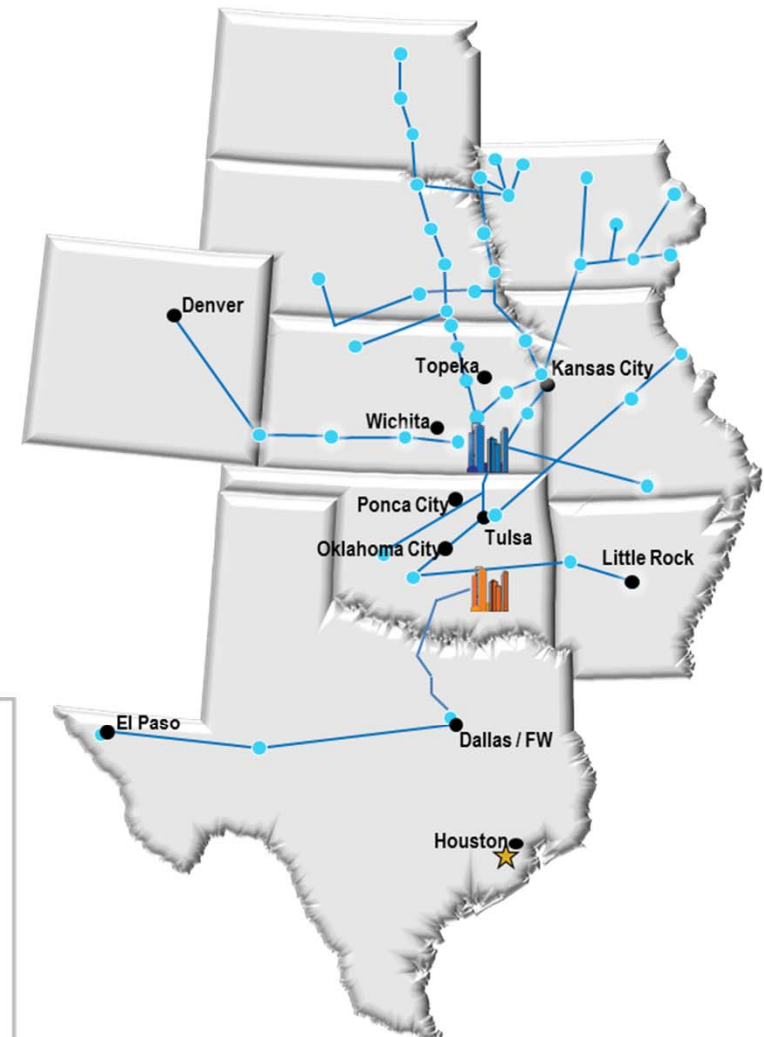 Denver
Topeka
Kansas City
Wichita
Ponca City
Oklahoma City
Tulsa
Little Rock
El Paso
Dallas / FW
Houston